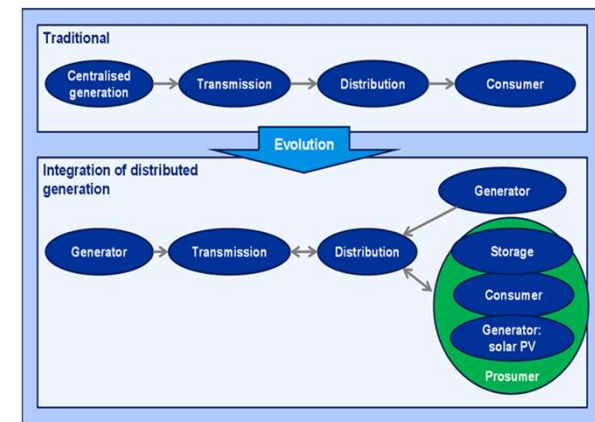 Traditional
Centralised
generation
Transmission
Distribution
Consumer
Evolution
Integration of distributed
generation
Generator
Generator
Transmission
Distribution
Storage
Consumer
Generator:
solar PV
Prosumer